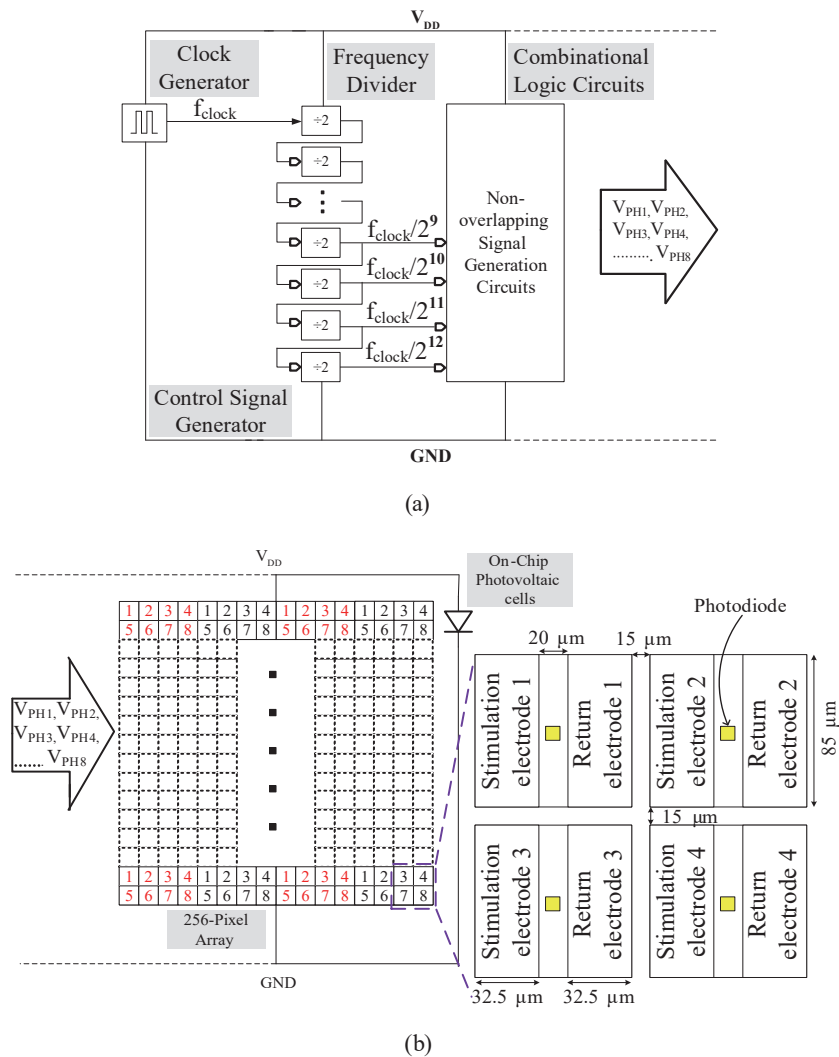 V_DD
Clock
Generator
Frequency
Divider
Combinational
Logic Circuits
f_clock
÷2
÷2
÷2
f_clock/2^9
÷2
f_clock/2^10
÷2
f_clock/2^11
÷2
f_clock/2^12
Non-
overlapping
Signal
Generation
Circuits
V_PH1,V_PH2,
V_PH3,V_PH4,
.......... V_PH8
Control Signal
Generator
GND
(a)
V_DD
On-Chip
Photovoltaic
cells
1 2 3 4 1 2 3 4 1 2 3 4 1 2 3 4
5 6 7 8 5 6 7 8 5 6 7 8 5 6 7 8
V_PH1,V_PH2,
V_PH3,V_PH4,
....... V_PH8
1 2 3 4 1 2 3 4 1 2 3 4 1 2 3 4
5 6 7 8 5 6 7 8 5 6 7 8 5 6 7 8
256-Pixel
Array
GND
Photodiode
20 µm
15 µm
Stimulation
electrode 1
Return
electrode 1
Stimulation
electrode 2
Return
electrode 2
85 µm
15 µm
Stimulation
electrode 3
Return
electrode 3
Stimulation
electrode 4
Return
electrode 4
32.5 µm
32.5 µm
(b)